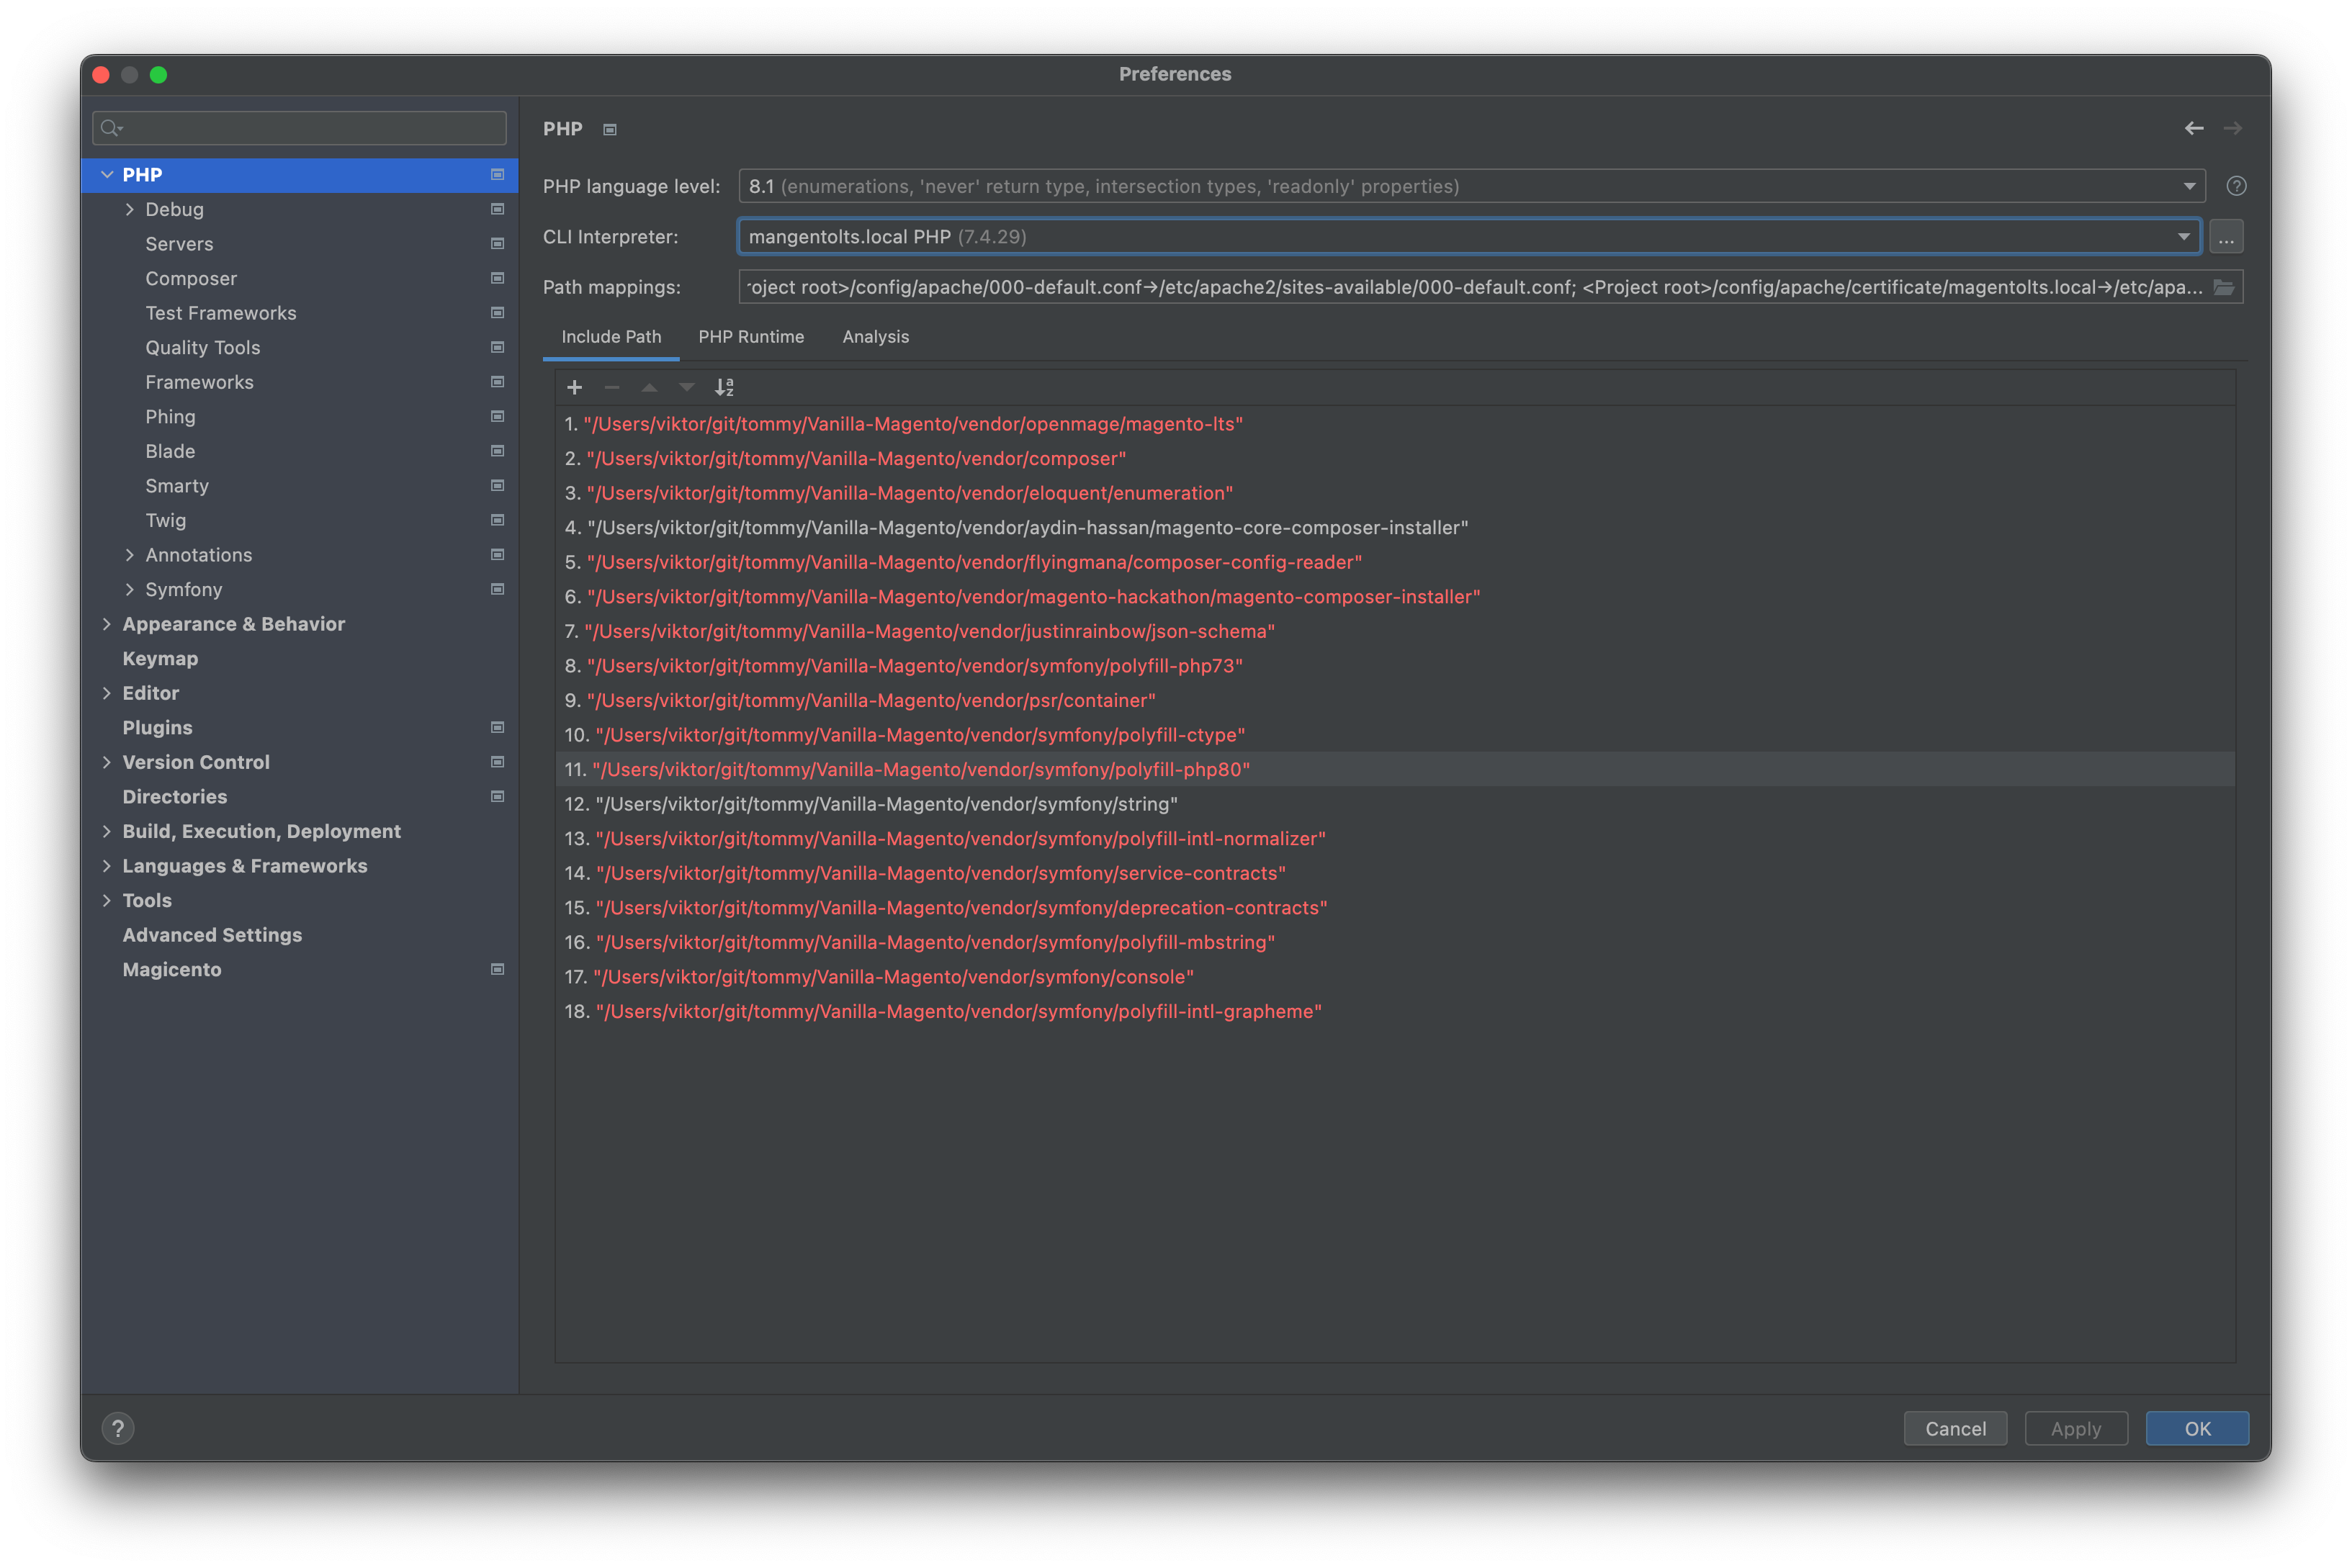 Preferences
PHP
Debug
Servers
Composer
Test Frameworks
Quality Tools
Frameworks
Phing
Blade
Smarty
Twig
Annotations
Symfony
Appearance & Behavior
Keymap
Editor
Plugins
Version Control
Directories
Build, Execution, Deployment
Languages & Frameworks
Tools
Advanced Settings
Magicento
PHP
PHP language level: 8.1 (enumerations, 'never' return type, intersection types, 'readonly' properties) ?
CLI Interpreter: mangentolts.local PHP (7.4.29) ...
Path mappings: roject root>/config/apache/000-default.conf→/etc/apache2/sites-available/000-default.conf; <Project root>/config/apache/certificate/magentolts.local→/etc/apa...
Include Path PHP Runtime Analysis
1. "/Users/viktor/git/tommy/Vanilla-Magento/vendor/openmage/magento-lts"
2. "/Users/viktor/git/tommy/Vanilla-Magento/vendor/composer"
3. "/Users/viktor/git/tommy/Vanilla-Magento/vendor/eloquent/enumeration"
4. "/Users/viktor/git/tommy/Vanilla-Magento/vendor/aydin-hassan/magento-core-composer-installer"
5. "/Users/viktor/git/tommy/Vanilla-Magento/vendor/flyingmana/composer-config-reader"
6. "/Users/viktor/git/tommy/Vanilla-Magento/vendor/magento-hackathon/magento-composer-installer"
7. "/Users/viktor/git/tommy/Vanilla-Magento/vendor/justinrainbow/json-schema"
8. "/Users/viktor/git/tommy/Vanilla-Magento/vendor/symfony/polyfill-php73"
9. "/Users/viktor/git/tommy/Vanilla-Magento/vendor/psr/container"
10. "/Users/viktor/git/tommy/Vanilla-Magento/vendor/symfony/polyfill-ctype"
11. "/Users/viktor/git/tommy/Vanilla-Magento/vendor/symfony/polyfill-php80"
12. "/Users/viktor/git/tommy/Vanilla-Magento/vendor/symfony/string"
13. "/Users/viktor/git/tommy/Vanilla-Magento/vendor/symfony/polyfill-intl-normalizer"
14. "/Users/viktor/git/tommy/Vanilla-Magento/vendor/symfony/service-contracts"
15. "/Users/viktor/git/tommy/Vanilla-Magento/vendor/symfony/deprecation-contracts"
16. "/Users/viktor/git/tommy/Vanilla-Magento/vendor/symfony/polyfill-mbstring"
17. "/Users/viktor/git/tommy/Vanilla-Magento/vendor/symfony/console"
18. "/Users/viktor/git/tommy/Vanilla-Magento/vendor/symfony/polyfill-intl-grapheme"
? Cancel Apply OK